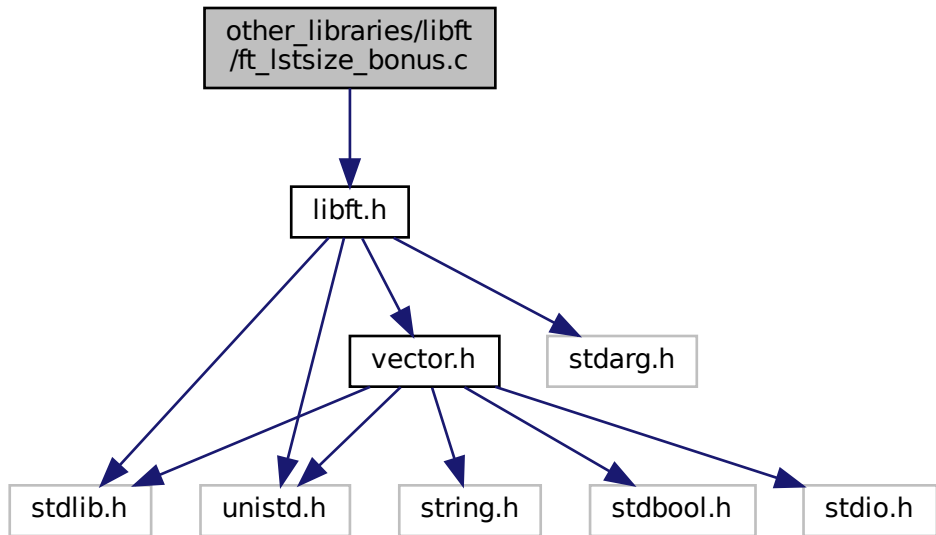 other_libraries/libft
/ft_lstsize_bonus.c
libft.h
vector.h
stdarg.h
stdlib.h
unistd.h
string.h
stdbool.h
stdio.h